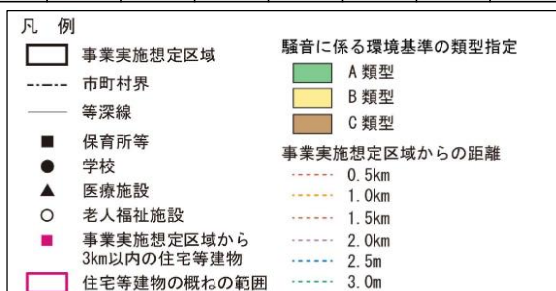 凡 例
事業実施想定区域
市町村界
等深線
保育所等
学校
医療施設
老人福祉施設
事業実施想定区域から
3km以内の住宅等建物
住宅等建物の概ねの範囲
騒音に係る環境基準の類型指定
A 類型
B 類型
C 類型
事業実施想定区域からの距離
0.5km
1.0km
1.5km
2.0km
2.5m
3.0m